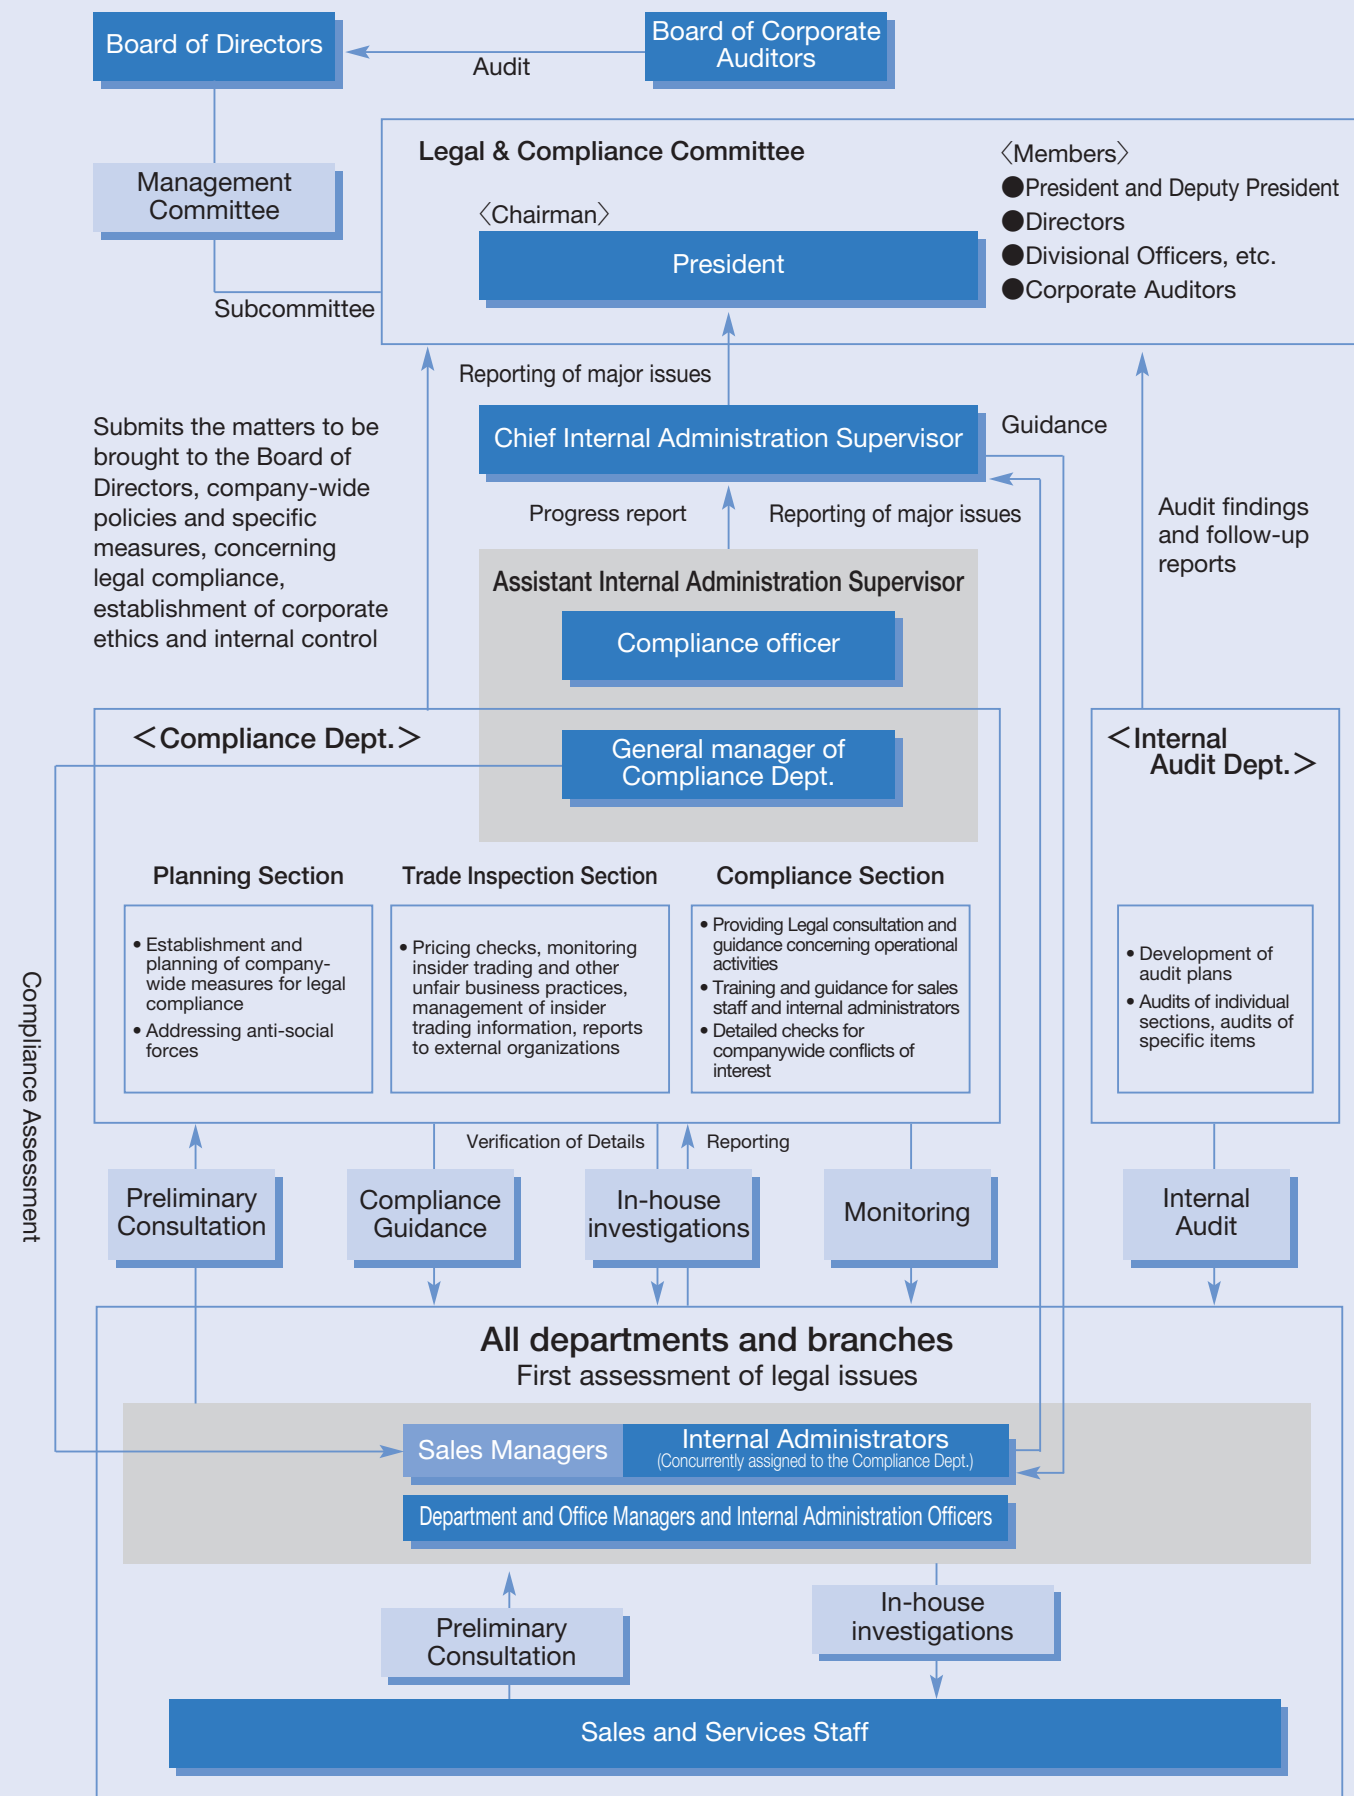 Board of Directors
Audit
Board of Corporate
Auditors
Management
Committee
Subcommittee
Legal & Compliance Committee
〈Chairman〉
President
〈Members〉
●President and Deputy President
●Directors
●Divisional Officers, etc.
●Corporate Auditors
Reporting of major issues
Chief Internal Administration Supervisor
Guidance
Submits the matters to be
brought to the Board of
Directors, company-wide
policies and specific
measures, concerning
legal compliance,
establishment of corporate
ethics and internal control
Progress report
Reporting of major issues
Audit findings
and follow-up
reports
Assistant Internal Administration Supervisor
Compliance officer
<Compliance Dept.>
General manager of
Compliance Dept.
<Internal
Audit Dept.>
Planning Section
• Establishment and
planning of company-
wide measures for legal
compliance
• Addressing anti-social
forces
Trade Inspection Section
• Pricing checks, monitoring
insider trading and other
unfair business practices,
management of insider
trading information, reports
to external organizations
Compliance Section
• Providing Legal consultation and
guidance concerning operational
activities
• Training and guidance for sales
staff and internal administrators
• Detailed checks for
companywide conflicts of
interest
• Development of
audit plans
• Audits of individual
sections, audits of
specific items
Compliance Assessment
Verification of Details
Reporting
Preliminary
Consultation
Compliance
Guidance
In-house
investigations
Monitoring
Internal
Audit
All departments and branches
First assessment of legal issues
Sales Managers
Internal Administrators
(Concurrently assigned to the Compliance Dept.)
Department and Office Managers and Internal Administration Officers
Preliminary
Consultation
In-house
investigations
Sales and Services Staff